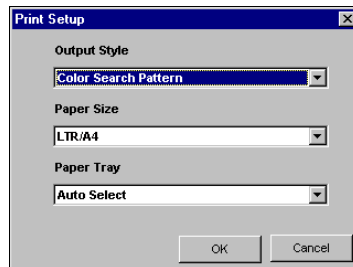 Print Setup
Output Style
Color Search Pattern
Paper Size
LTR/A4
Paper Tray
Auto Select
OK Cancel